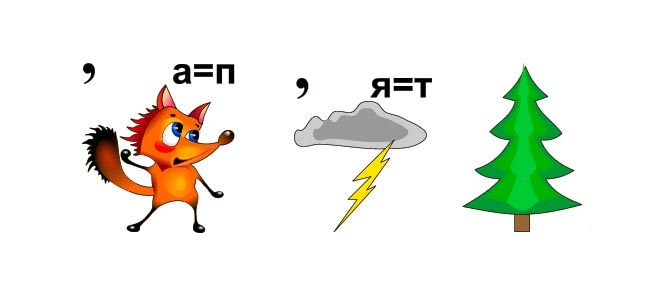 , а=п
, я=т